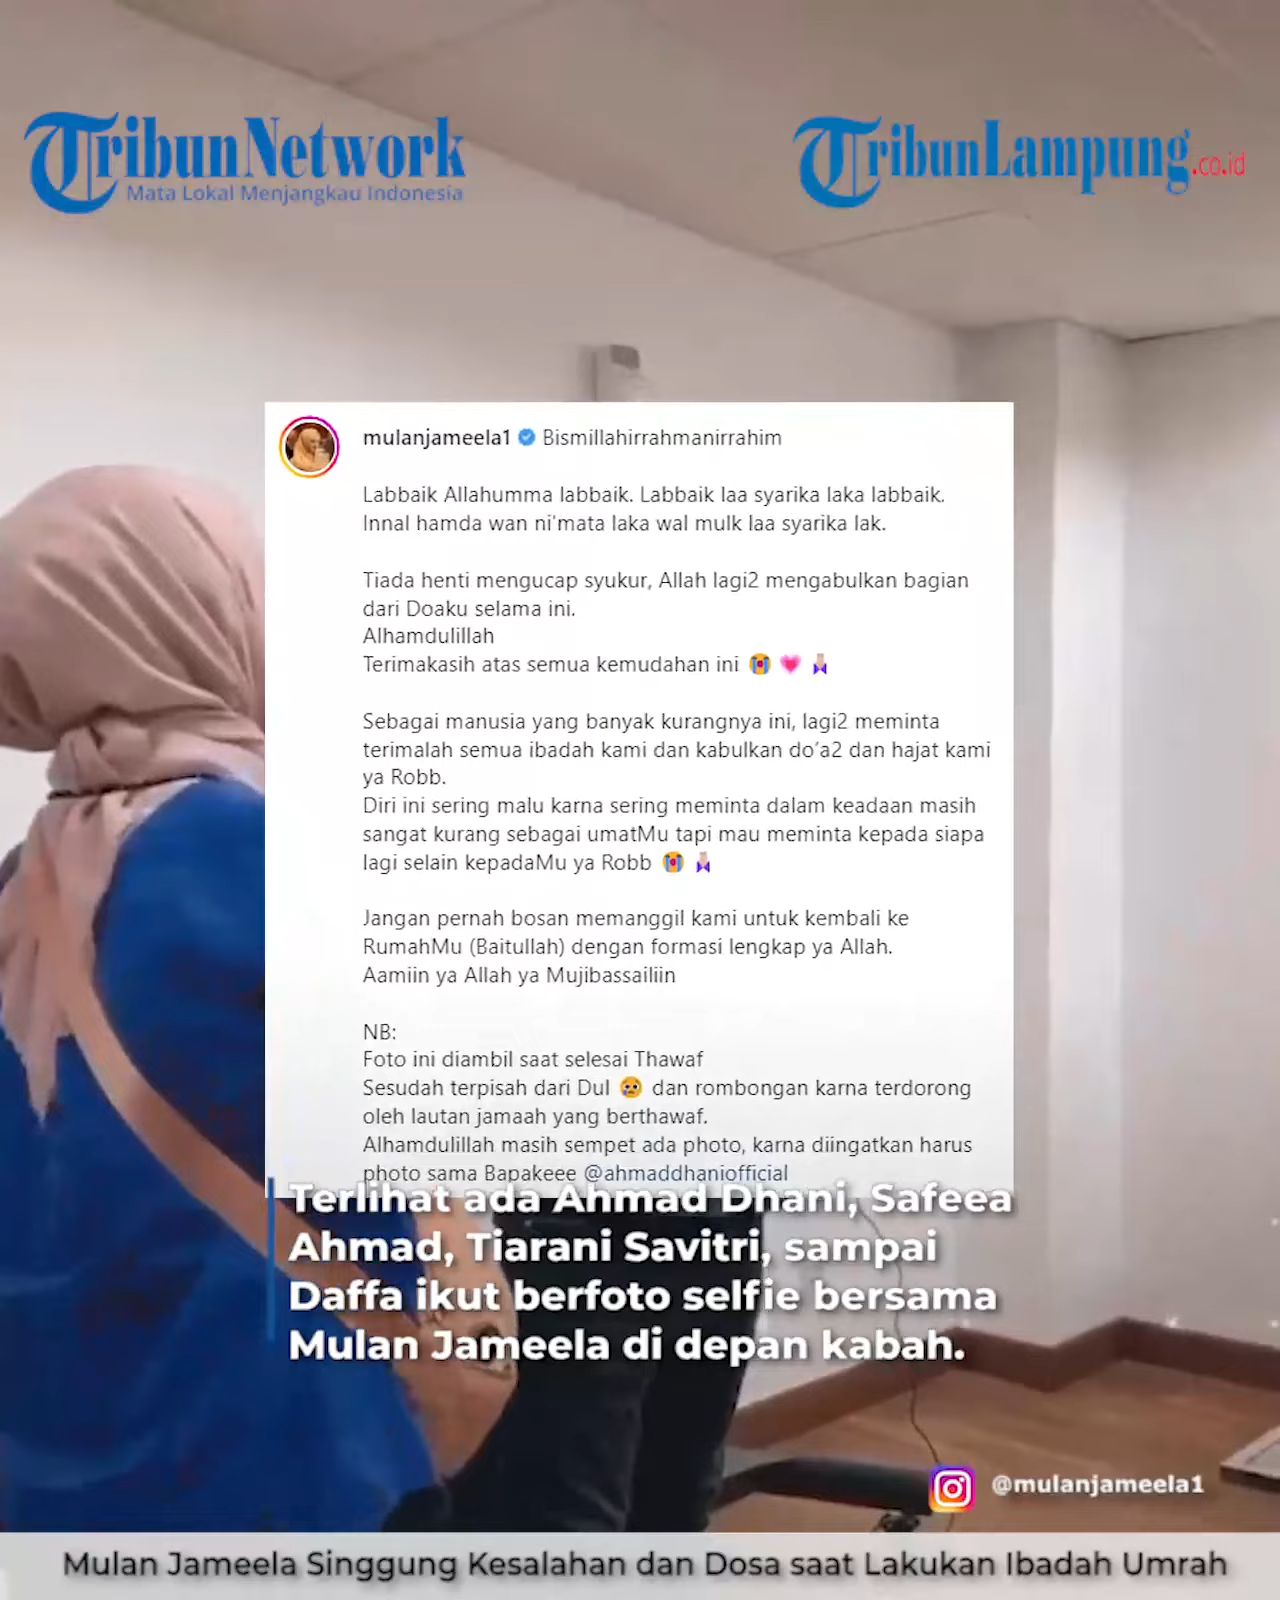 TribunNetwork
Mata Lokal Menjangkau Indonesia
TribunLampung.co.id
mulanjameela1 Bismillahirrahmanirrahim
Labbaik Allahumma labbaik. Labbaik laa syarika laka labbaik.
Innal hamda wan ni'mata laka wal mulk laa syarika lak.
Tiada henti mengucap syukur, Allah lagi2 mengabulkan bagian
dari Doaku selama ini.
Alhamdulillah
Terimakasih atas semua kemudahan ini 😭 💗 🙏
Sebagai manusia yang banyak kurangnya ini, lagi2 meminta
terimalah semua ibadah kami dan kabulkan do'a2 dan hajat kami
ya Robb.
Diri ini sering malu karna sering meminta dalam keadaan masih
sangat kurang sebagai umatMu tapi mau meminta kepada siapa
lagi selain kepadaMu ya Robb 😭 🙏
Jangan pernah bosan memanggil kami untuk kembali ke
RumahMu (Baitullah) dengan formasi lengkap ya Allah.
Aamiin ya Allah ya Mujibassailiin
NB:
Foto ini diambil saat selesai Thawaf
Sesudah terpisah dari Dul 😢 dan rombongan karna terdorong
oleh lautan jamaah yang berthawaf.
Alhamdulillah masih sempet ada photo, karna diingatkan harus
photo sama Bapakeee @ahmaddhaniofficial
Terlihat ada Ahmad Dhani, Safeea
Ahmad, Tiarani Savitri, sampai
Daffa ikut berfoto selfie bersama
Mulan Jameela di depan kabah.
@mulanjameela1
Mulan Jameela Singgung Kesalahan dan Dosa saat Lakukan Ibadah Umrah